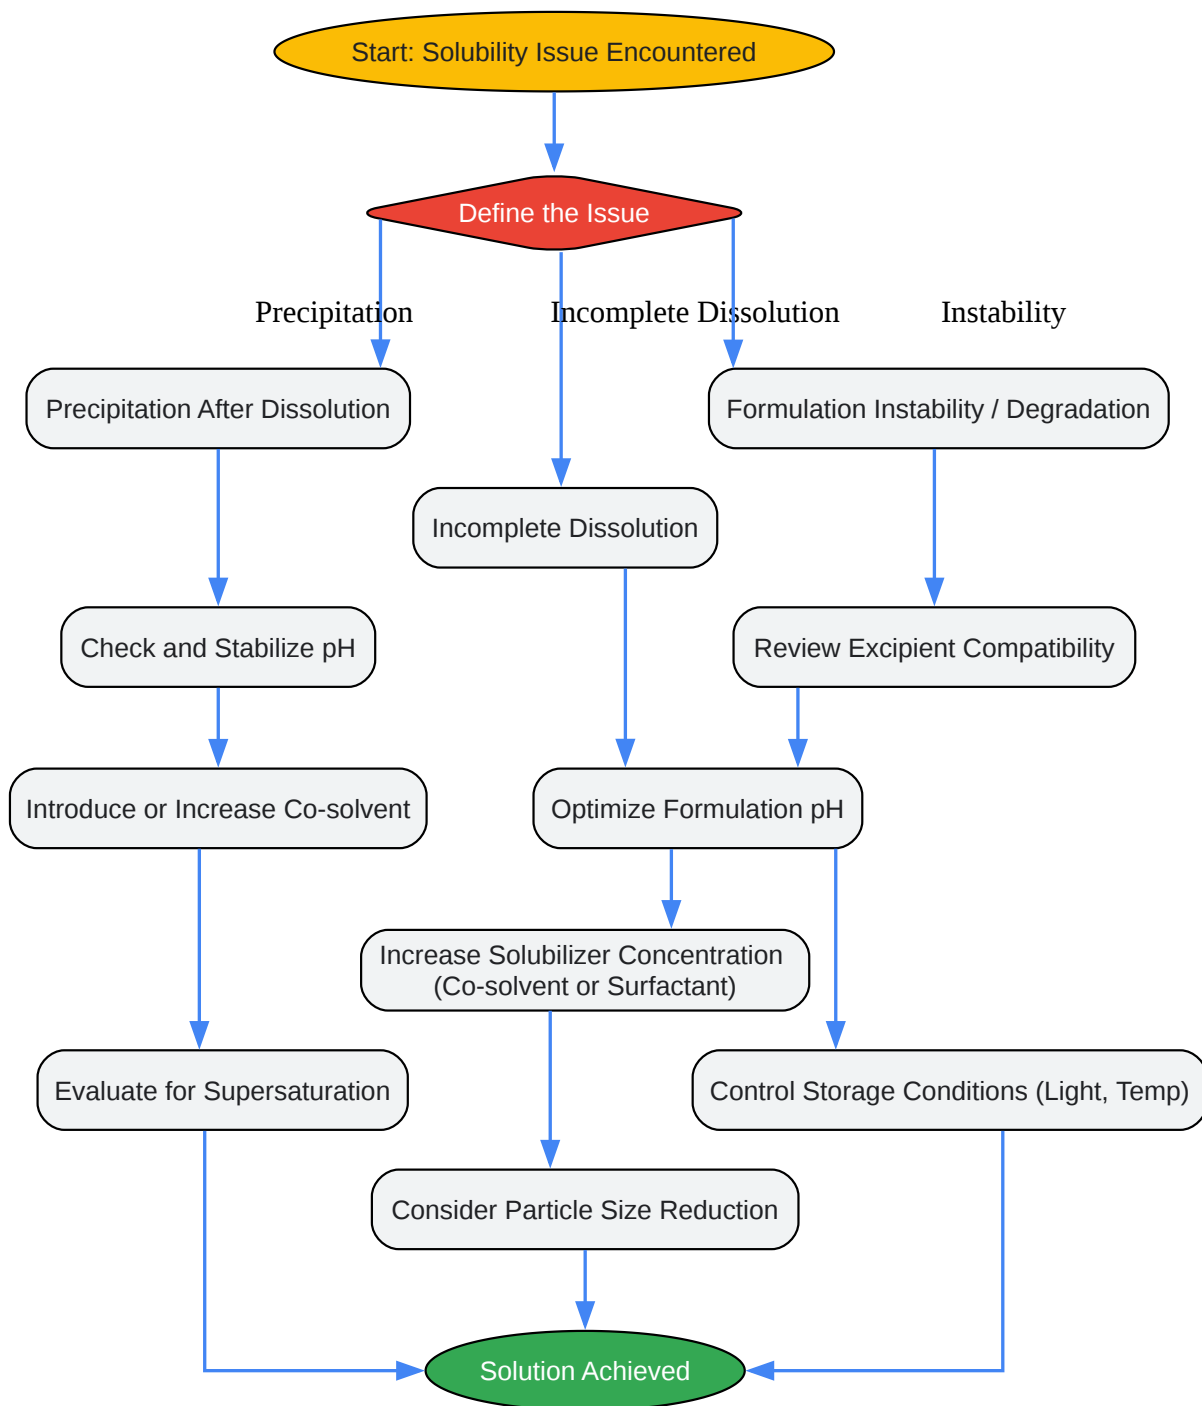 Start: Solubility Issue Encountered
Define the Issue
Precipitation
Incomplete Dissolution
Instability
Precipitation After Dissolution
Formulation Instability / Degradation
Incomplete Dissolution
Check and Stabilize pH
Review Excipient Compatibility
Introduce or Increase Co-solvent
Optimize Formulation pH
Increase Solubilizer Concentration
(Co-solvent or Surfactant)
Evaluate for Supersaturation
Control Storage Conditions (Light, Temp)
Consider Particle Size Reduction
Solution Achieved